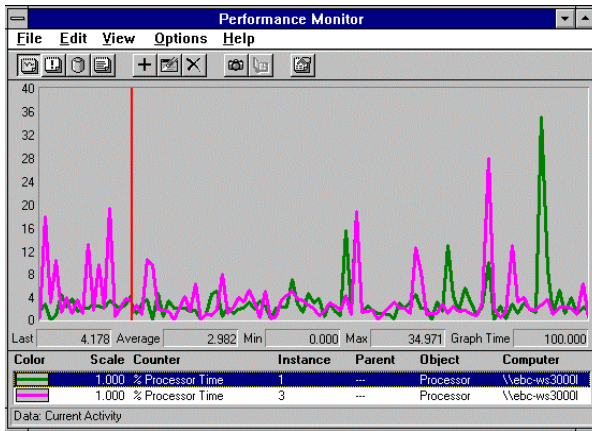 Performance Monitor
File Edit View Options Help
40
36
32
28
24
20
16
12
8
4
0
Last 4.178 Average 2.982 Min 0.000 Max 34.971 Graph Time 100.000
Color Scale Counter Instance Parent Object Computer
1.000 % Processor Time 1 --- Processor \\ebc-ws3000l
1.000 % Processor Time 3 --- Processor \\ebc-ws3000l
Data: Current Activity